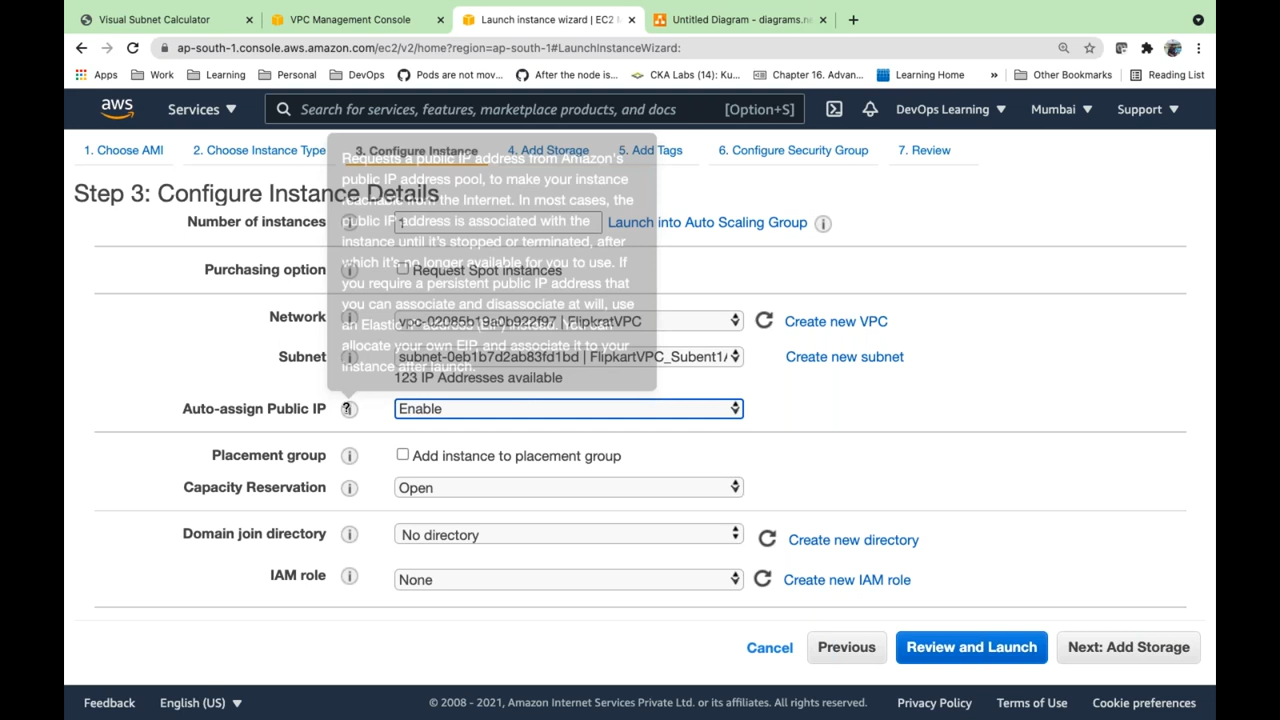 Visual Subnet Calculator
VPC Management Console
Launch instance wizard | EC2 M
Untitled Diagram - diagrams.ne
ap-south-1.console.aws.amazon.com/ec2/v2/home?region=ap-south-1#LaunchInstanceWizard:
Apps Work Learning Personal DevOps Pods are not mov... After the node is... CKA Labs (14): Ku... Chapter 16. Advan... Learning Home » Other Bookmarks Reading List
aws Services Search for services, features, marketplace products, and docs [Option+S] DevOps Learning Mumbai Support
1. Choose AMI 2. Choose Instance Type 3. Configure Instance 4. Add Storage 5. Add Tags 6. Configure Security Group 7. Review
Step 3: Configure Instance Details
Requests a public IP address from Amazon's
public IP address pool, to make your instance
reachable from the Internet. In most cases, the
public IP address is associated with the
instance until it's stopped or terminated, after
which it's no longer available for you to use. If
you require a persistent public IP address that
you can associate and disassociate at will, use
an Elastic IP address (EIP) instead. You can
allocate your own EIP, and associate it to your
instance after launch.
Number of instances 1 Launch into Auto Scaling Group
Purchasing option Request Spot instances
Network vpc-02085b19a0b922f97 | FlipkratVPC Create new VPC
Subnet subnet-0eb1b7d2ab83fd1bd | FlipkartVPC_Subent1/ Create new subnet
123 IP Addresses available
Auto-assign Public IP Enable
Placement group Add instance to placement group
Capacity Reservation Open
Domain join directory No directory Create new directory
IAM role None Create new IAM role
Cancel Previous Review and Launch Next: Add Storage
Feedback English (US) © 2008 - 2021, Amazon Internet Services Private Ltd. or its affiliates. All rights reserved. Privacy Policy Terms of Use Cookie preferences